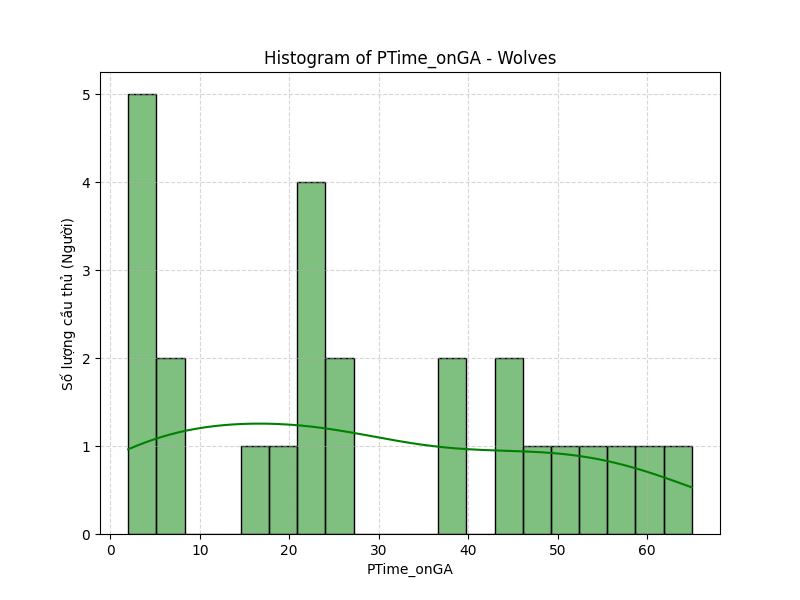 Histogram of PTime_onGA - Wolves
Số lượng cầu thủ (Người)
5
4
3
2
1
0
0 10 20 30 40 50 60
PTime_onGA